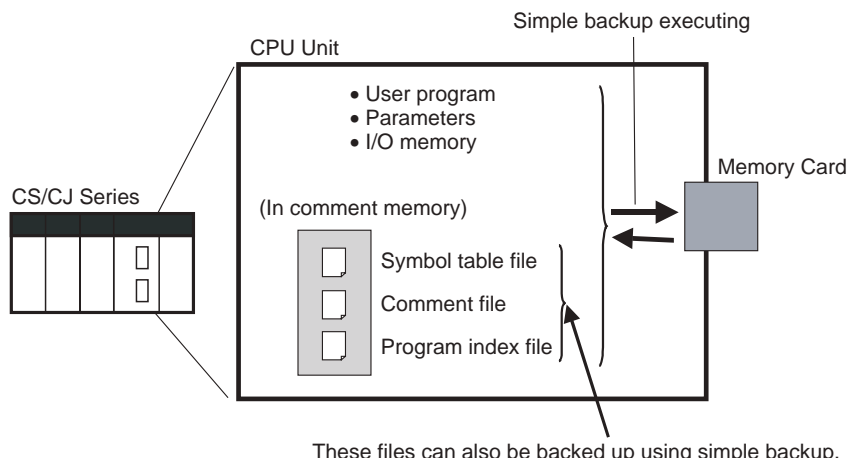 Simple backup executing
CPU Unit
• User program
• Parameters
• I/O memory
Memory Card
CS/CJ Series
(In comment memory)
Symbol table file
Comment file
Program index file
These files can also be backed up using simple backup.